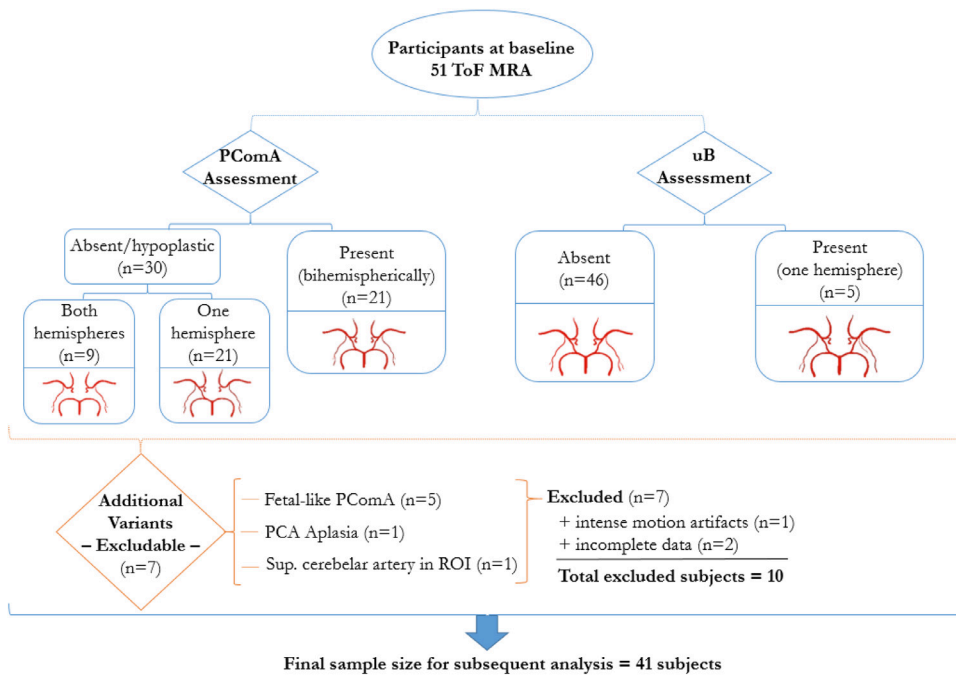 Participants at baseline
51 ToF MRA
PComA
Assessment
uB
Assessment
Absent/hypoplastic
(n=30)
Present
(bihemispherically)
(n=21)
Absent
(n=46)
Present
(one hemisphere)
(n=5)
Both
hemispheres
(n=9)
One
hemisphere
(n=21)
Additional
Variants
– Excludable –
(n=7)
Fetal-like PComA (n=5)
PCA Aplasia (n=1)
Sup. cerebelar artery in ROI (n=1)
Excluded (n=7)
+ intense motion artifacts (n=1)
+ incomplete data (n=2)
Total excluded subjects = 10
Final sample size for subsequent analysis = 41 subjects